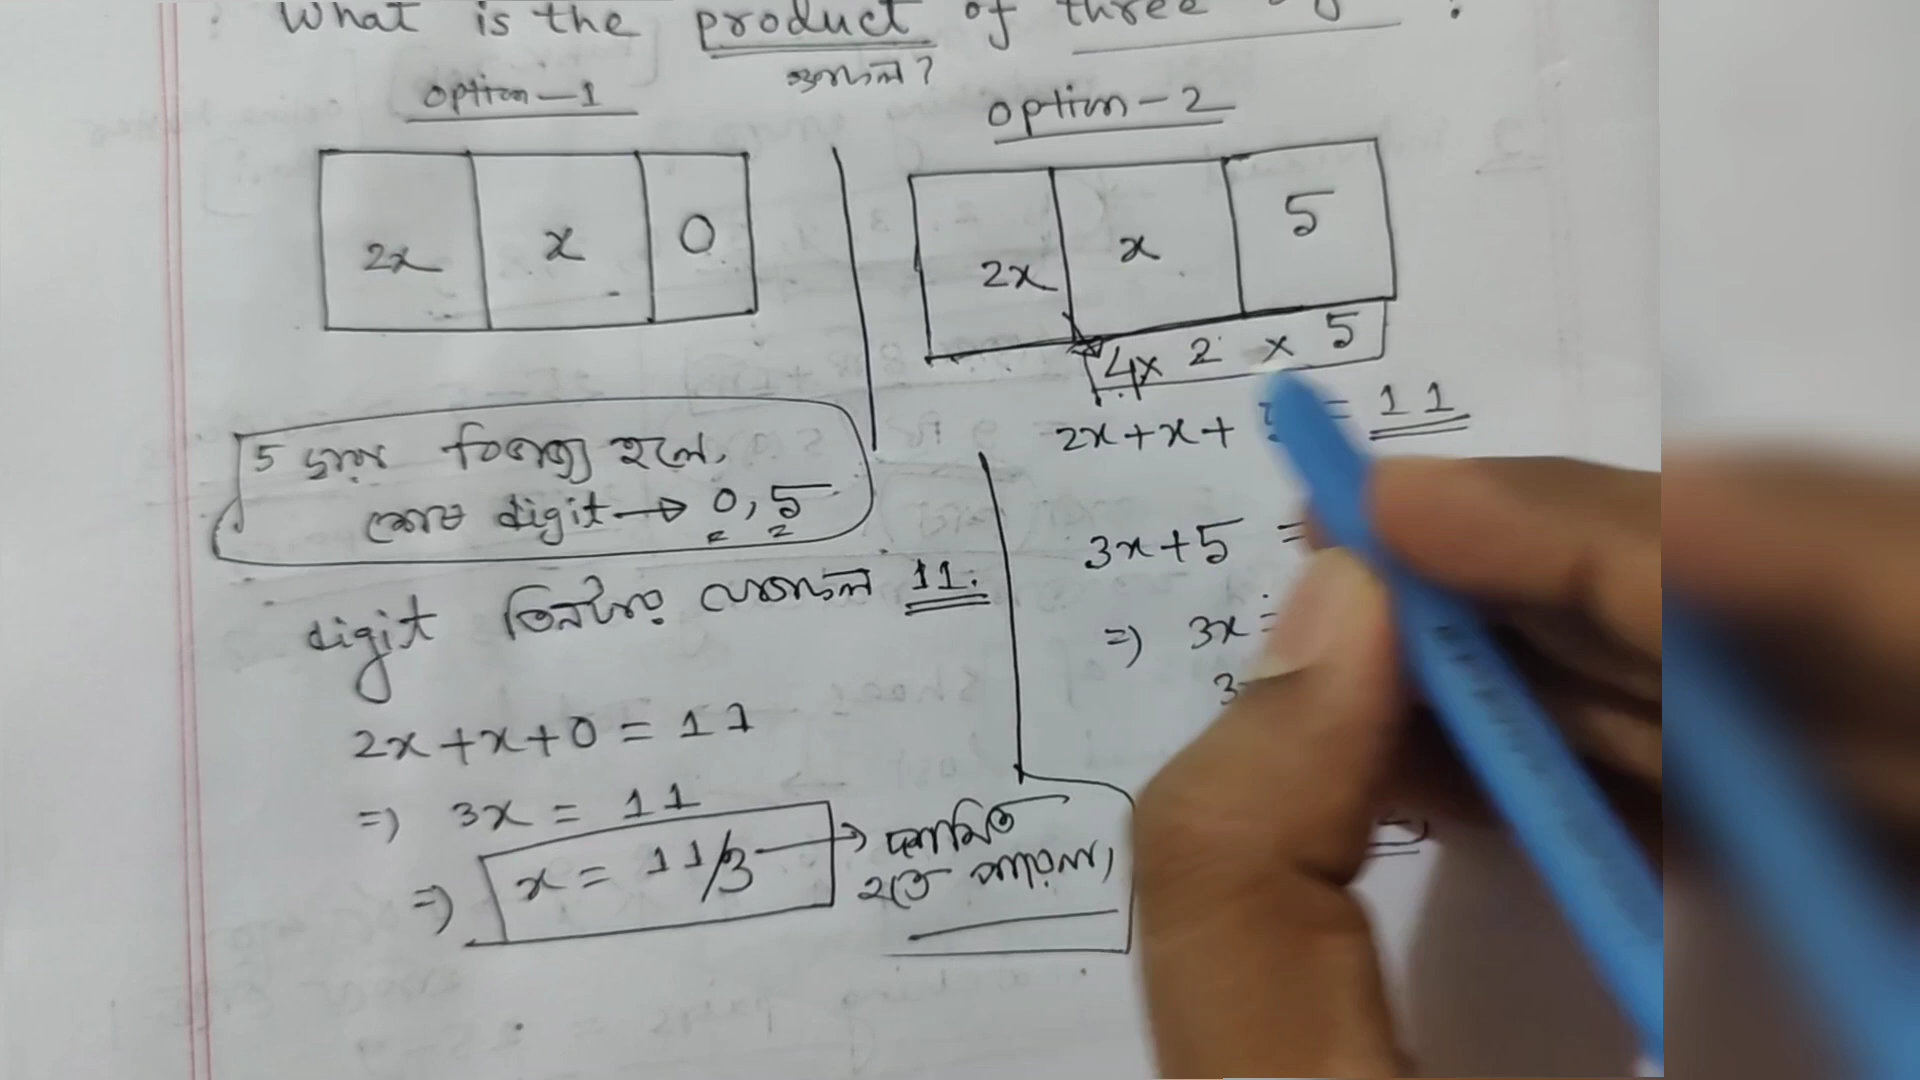 What is the product of three
গুনফল?
option-1
2x x 0
option-2
2x x 5
4x 2 x 5
2x+x+ = 11
5 দ্বারা বিভাজ্য হলে,
শেষ digit → 0, 5
digit তিনটির যোগফল 11.
2x+x+0 = 11
=) 3x = 11
=) x = 11/3 →
হতে পারেনা,
3x+5 =
=) 3x =